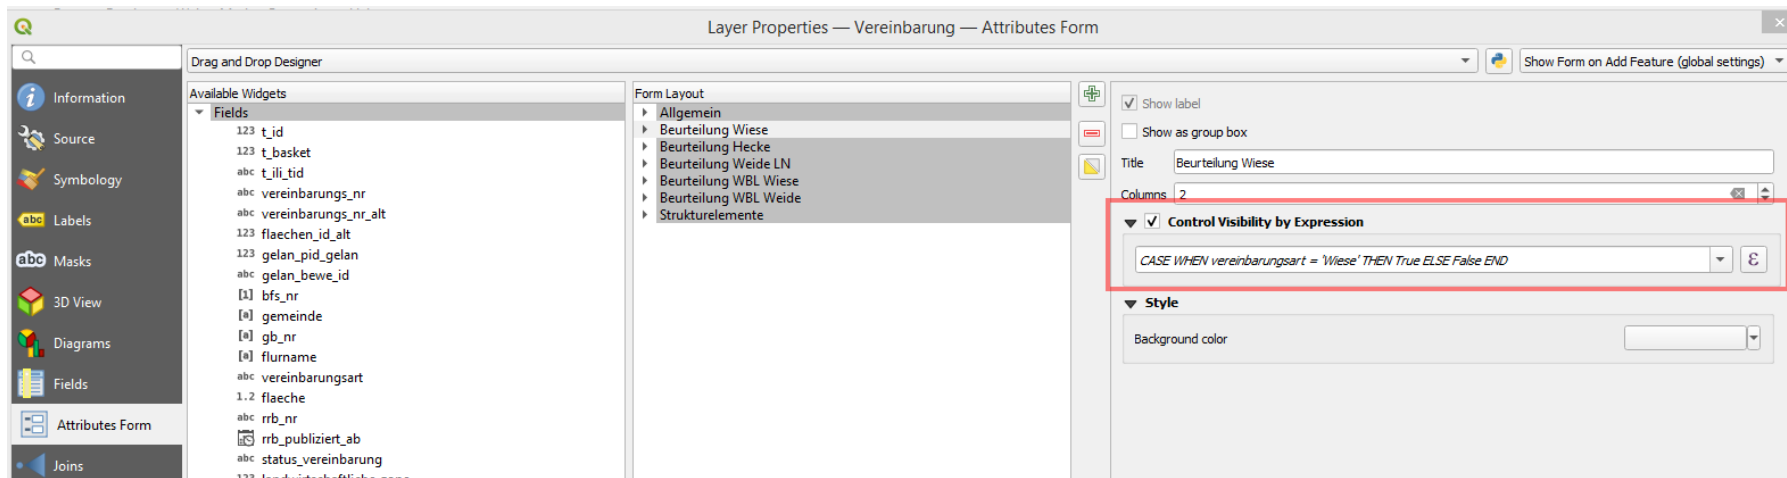 Layer Properties — Vereinbarung — Attributes Form
Drag and Drop Designer
Show Form on Add Feature (global settings)
Information
Source
Symbology
Labels
Masks
3D View
Diagrams
Fields
Attributes Form
Joins
Available Widgets
Fields
123 t_id
123 t_basket
abc t_ili_tid
abc vereinbarungs_nr
abc vereinbarungs_nr_alt
123 flaechen_id_alt
123 gelan_pid_gelan
abc gelan_bewe_id
[1] bfs_nr
[a] gemeinde
[a] gb_nr
[a] flurname
abc vereinbarungsart
1.2 flaeche
abc rrb_nr
rrb_publiziert_ab
abc status_vereinbarung
Form Layout
Allgemein
Beurteilung Wiese
Beurteilung Hecke
Beurteilung Weide LN
Beurteilung WBL Wiese
Beurteilung WBL Weide
Strukturelemente
Show label
Show as group box
Title Beurteilung Wiese
Columns 2
Control Visibility by Expression
CASE WHEN vereinbarungsart = 'Wiese' THEN True ELSE False END
ε
Style
Background color